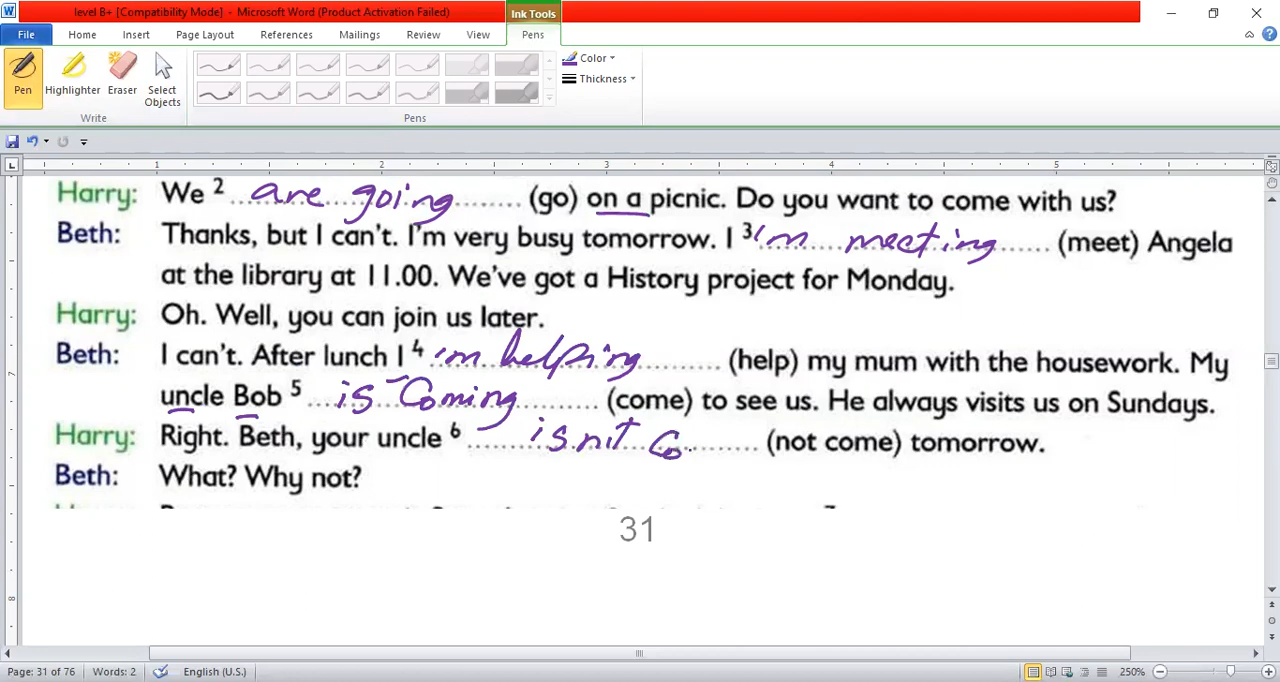 level B+ [Compatibility Mode] - Microsoft Word (Product Activation Failed)
Ink Tools
File Home Insert Page Layout References Mailings Review View Pens
Pen Highlighter Eraser Select Objects
Color
Thickness
Write Pens
1 2 3 4 5
Harry: We 2 are going (go) on a picnic. Do you want to come with us?
Beth: Thanks, but I can't. I'm very busy tomorrow. I 3 'm meeting (meet) Angela
at the library at 11.00. We've got a History project for Monday.
Harry: Oh. Well, you can join us later.
Beth: I can't. After lunch I 4 'm helping (help) my mum with the housework. My
uncle Bob 5 is Coming (come) to see us. He always visits us on Sundays.
Harry: Right. Beth, your uncle 6 isn't Co (not come) tomorrow.
Beth: What? Why not?
31
Page: 31 of 76 Words: 2 English (U.S.) 250%